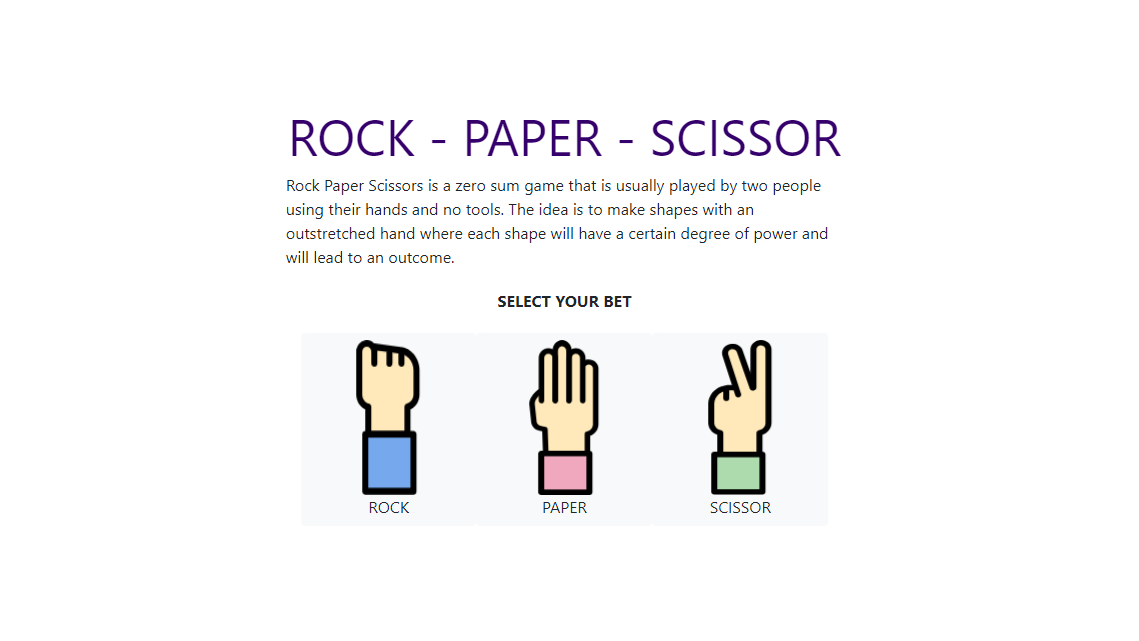 ROCK - PAPER - SCISSOR
Rock Paper Scissors is a zero sum game that is usually played by two people
using their hands and no tools. The idea is to make shapes with an
outstretched hand where each shape will have a certain degree of power and
will lead to an outcome.
SELECT YOUR BET
ROCK
PAPER
SCISSOR